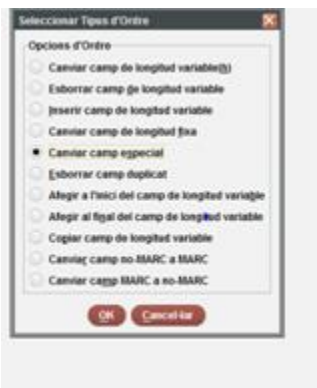 Seleccionar Tipus d'Ordre
Opcions d'Ordre
Canviar camp de longitud variable(h)
Esborrar camp de longitud variable
Inserir camp de longitud variable
Canviar camp de longitud fixa
Canviar camp especial
Esborrar camp duplicat
Afegir a l'inici del camp de longitud variable
Afegir al final del camp de longitud variable
Copiar camp de longitud variable
Canviar camp no-MARC a MARC
Canviar camp MARC a no-MARC
OK
Cancel·lar